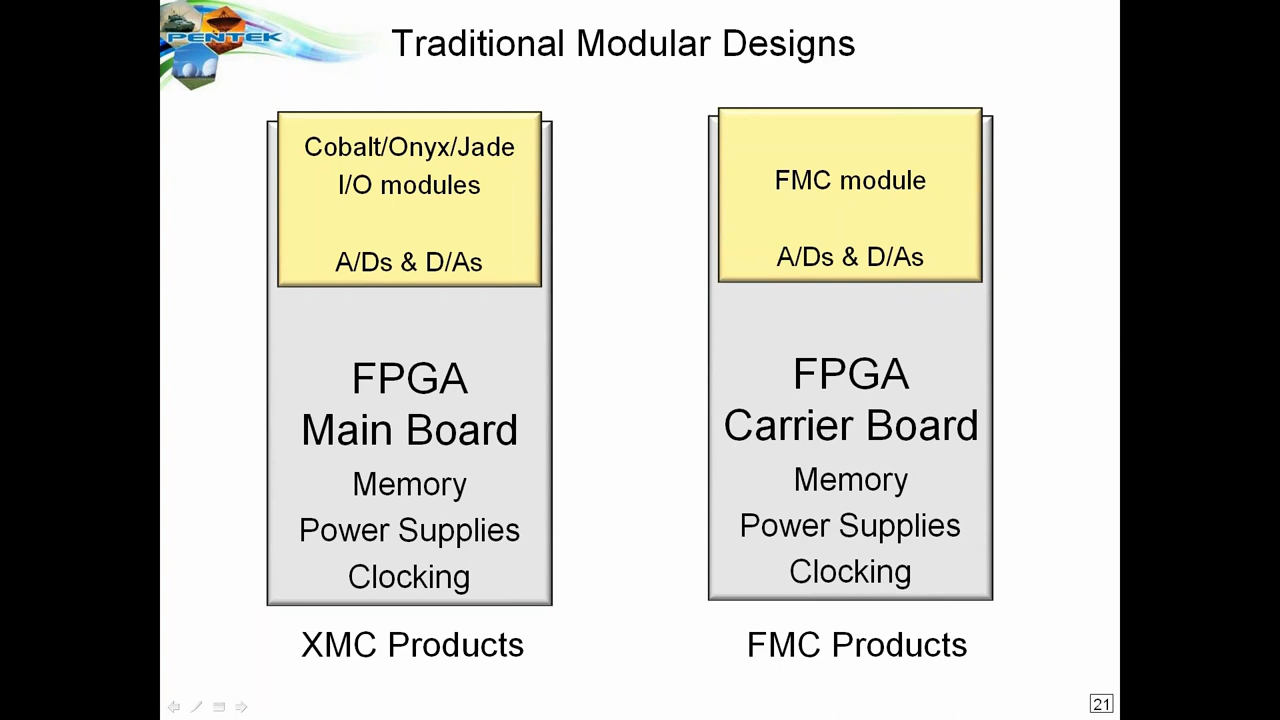 PENTEK
Traditional Modular Designs
Cobalt/Onyx/Jade
I/O modules
A/Ds & D/As
FPGA
Main Board
Memory
Power Supplies
Clocking
XMC Products
FMC module
A/Ds & D/As
FPGA
Carrier Board
Memory
Power Supplies
Clocking
FMC Products
21